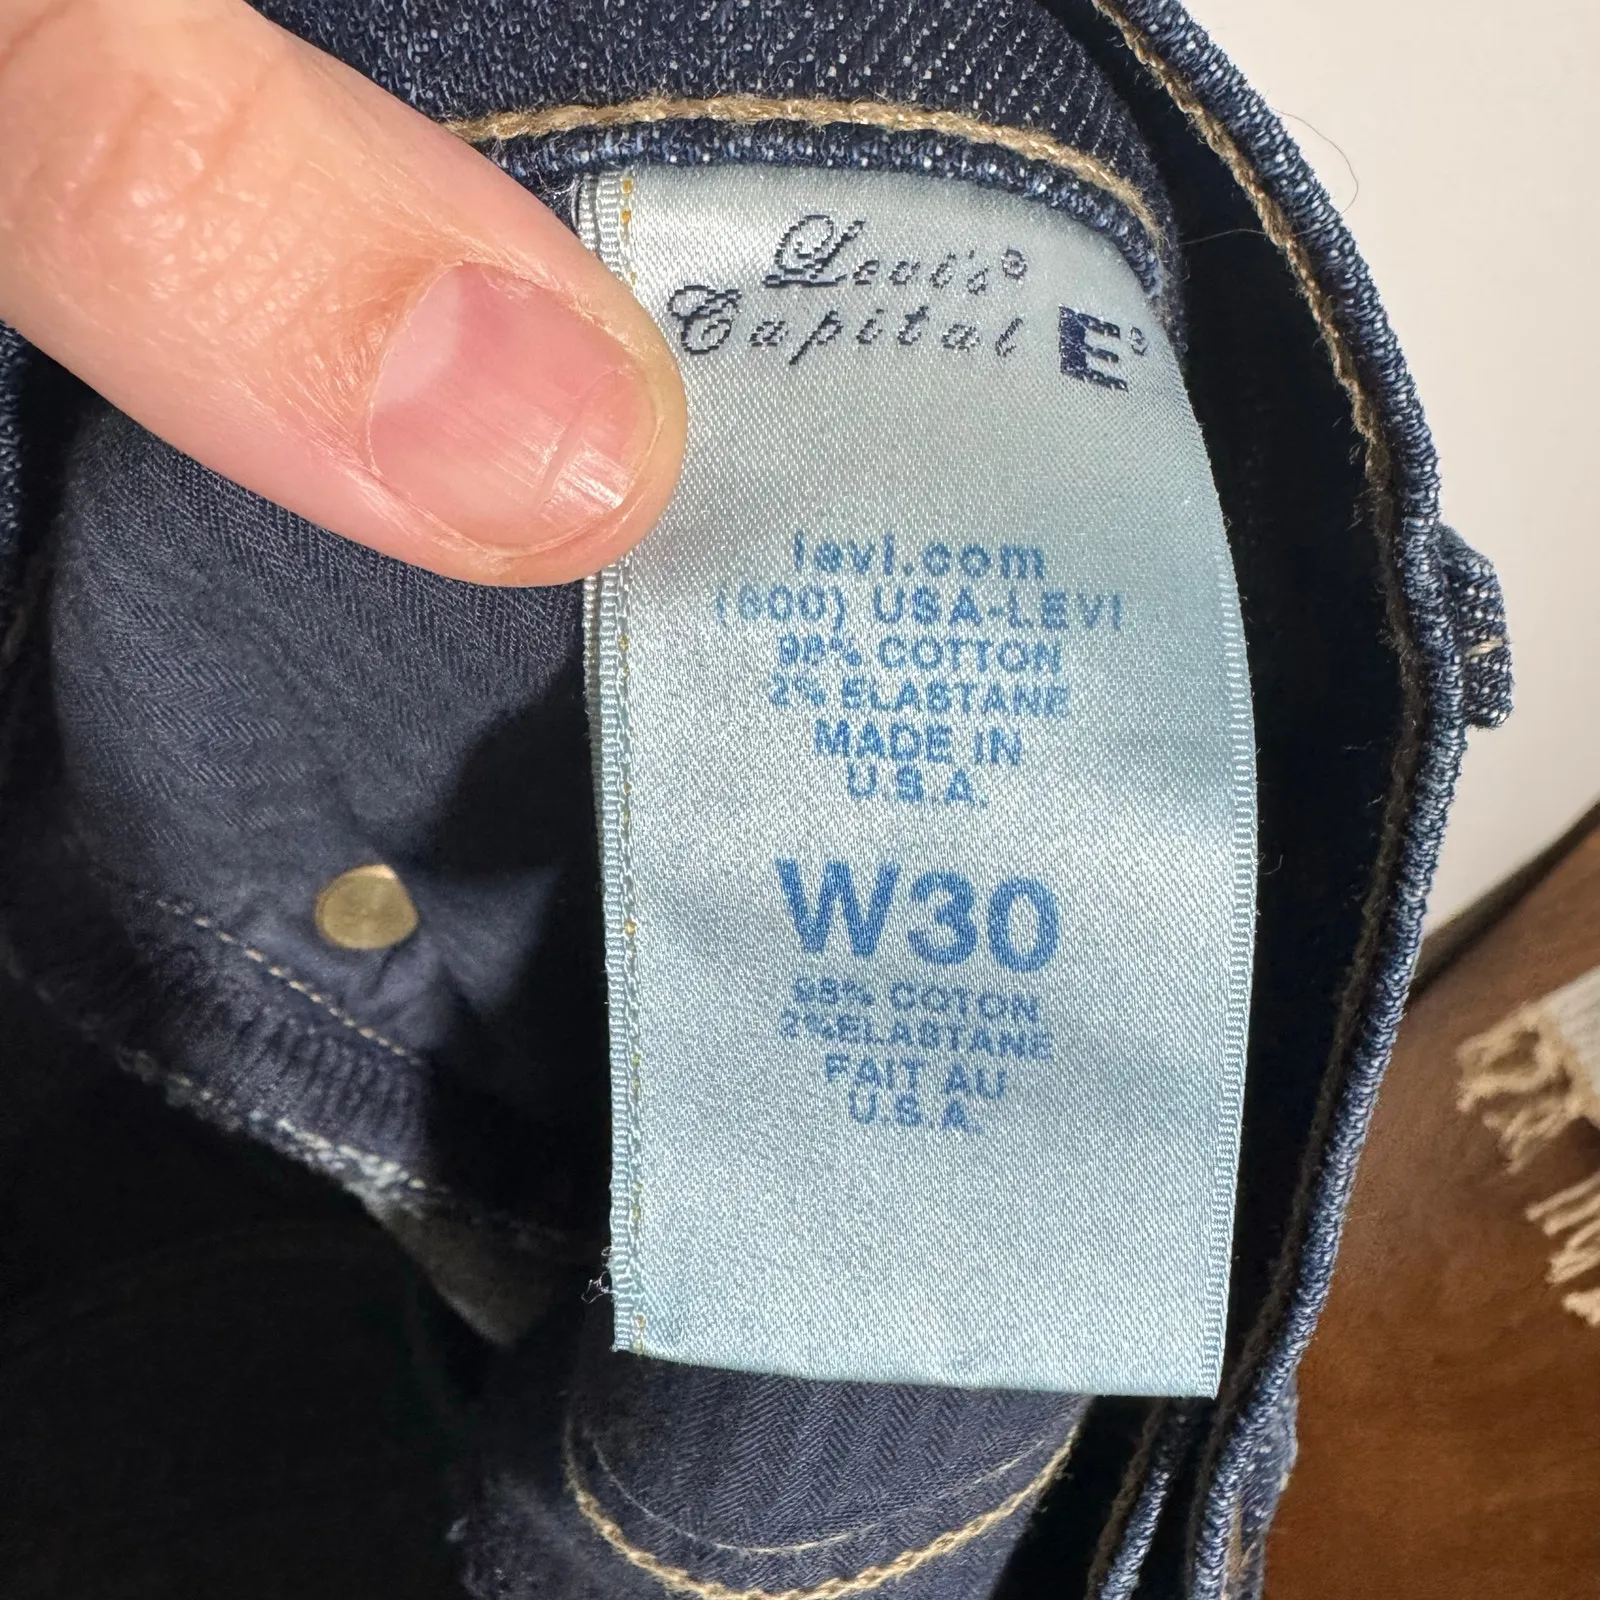 Levi's®
Capital E®
levi.com
(800) USA-LEVI
98% COTTON
2% ELASTANE
MADE IN
U.S.A.
W30
98% COTON
2% ELASTANE
FAIT AU
U.S.A.